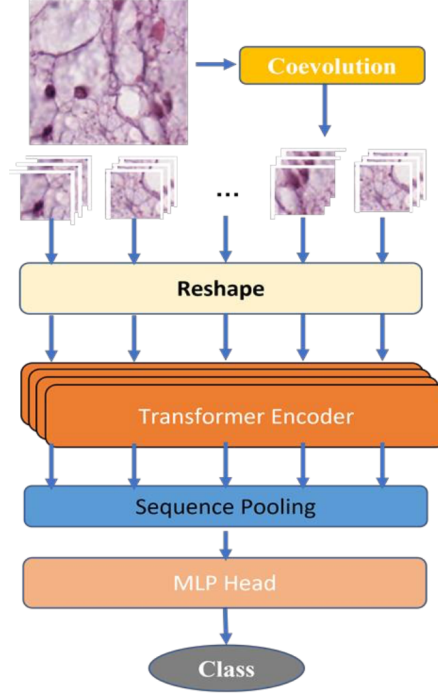 Coevolution
...
Reshape
Transformer Encoder
Sequence Pooling
MLP Head
Class